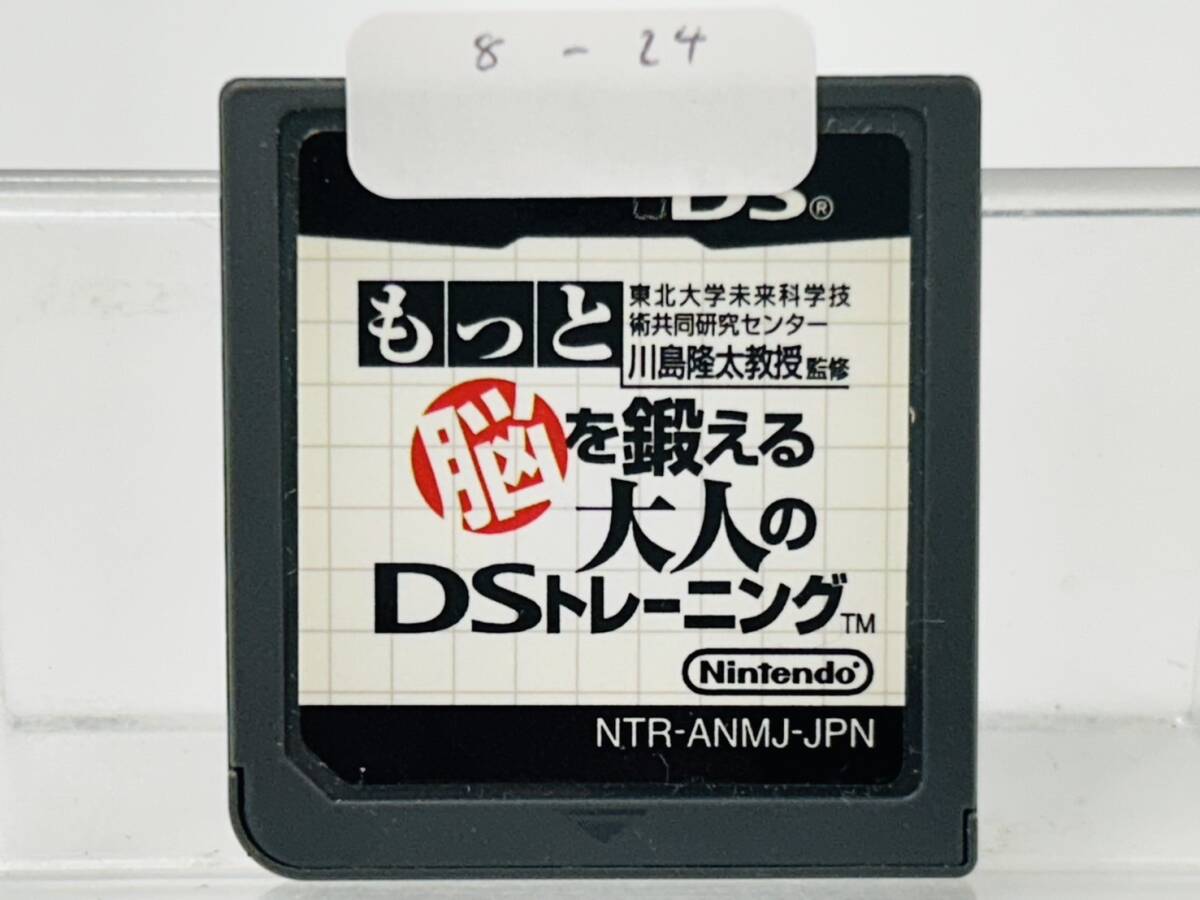 8 - 24
DS®
もっと
東北大学未来科学技
術共同研究センター
川島隆太教授監修
脳を鍛える
大人の
DSトレーニング™
Nintendo®
NTR-ANMJ-JPN